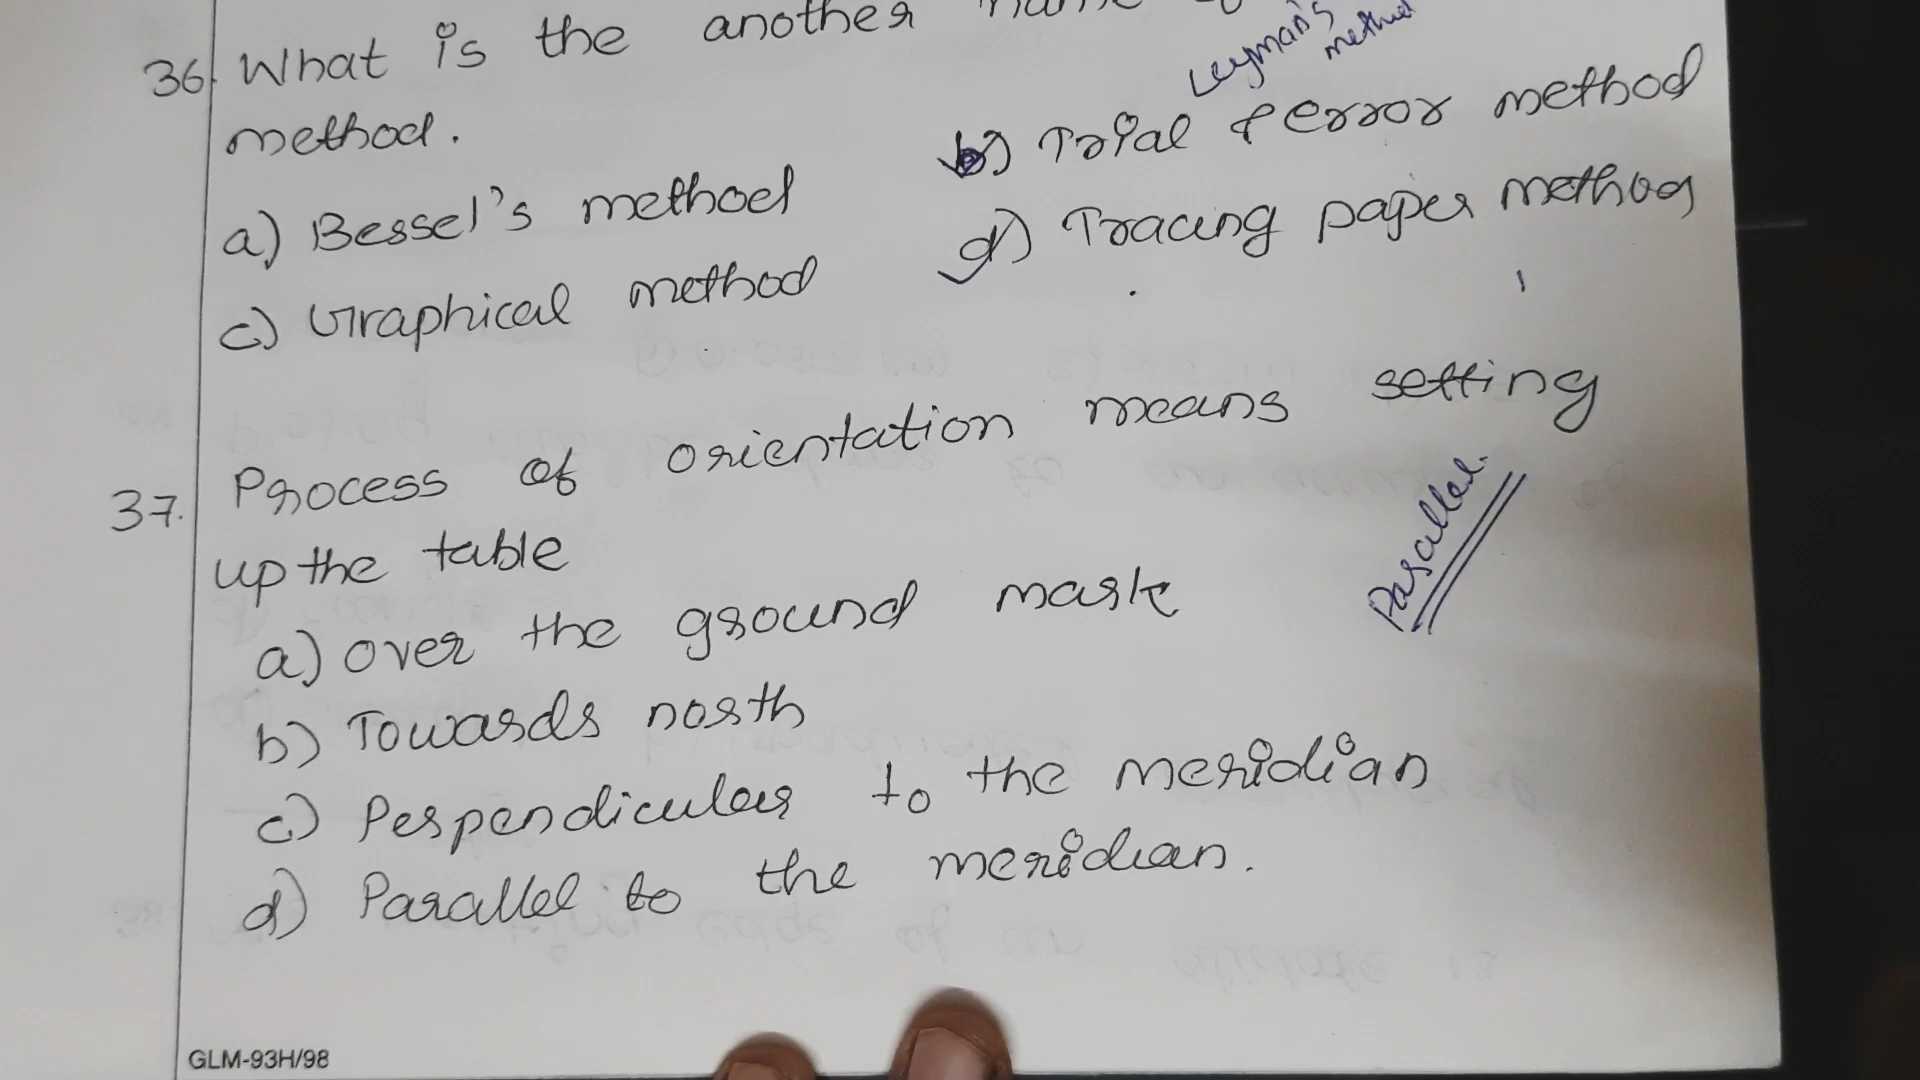 36. What is the another
Leyman's
method
method.
a) Bessel's method b) Trial & error method
c) Graphical method d) Tracing paper method
37. Process of orientation means setting
up the table
Parallel.
a) over the ground mark
b) Towards north
c) Perpendicular to the meridian
d) Parallel to the meridian.
GLM-93H/98